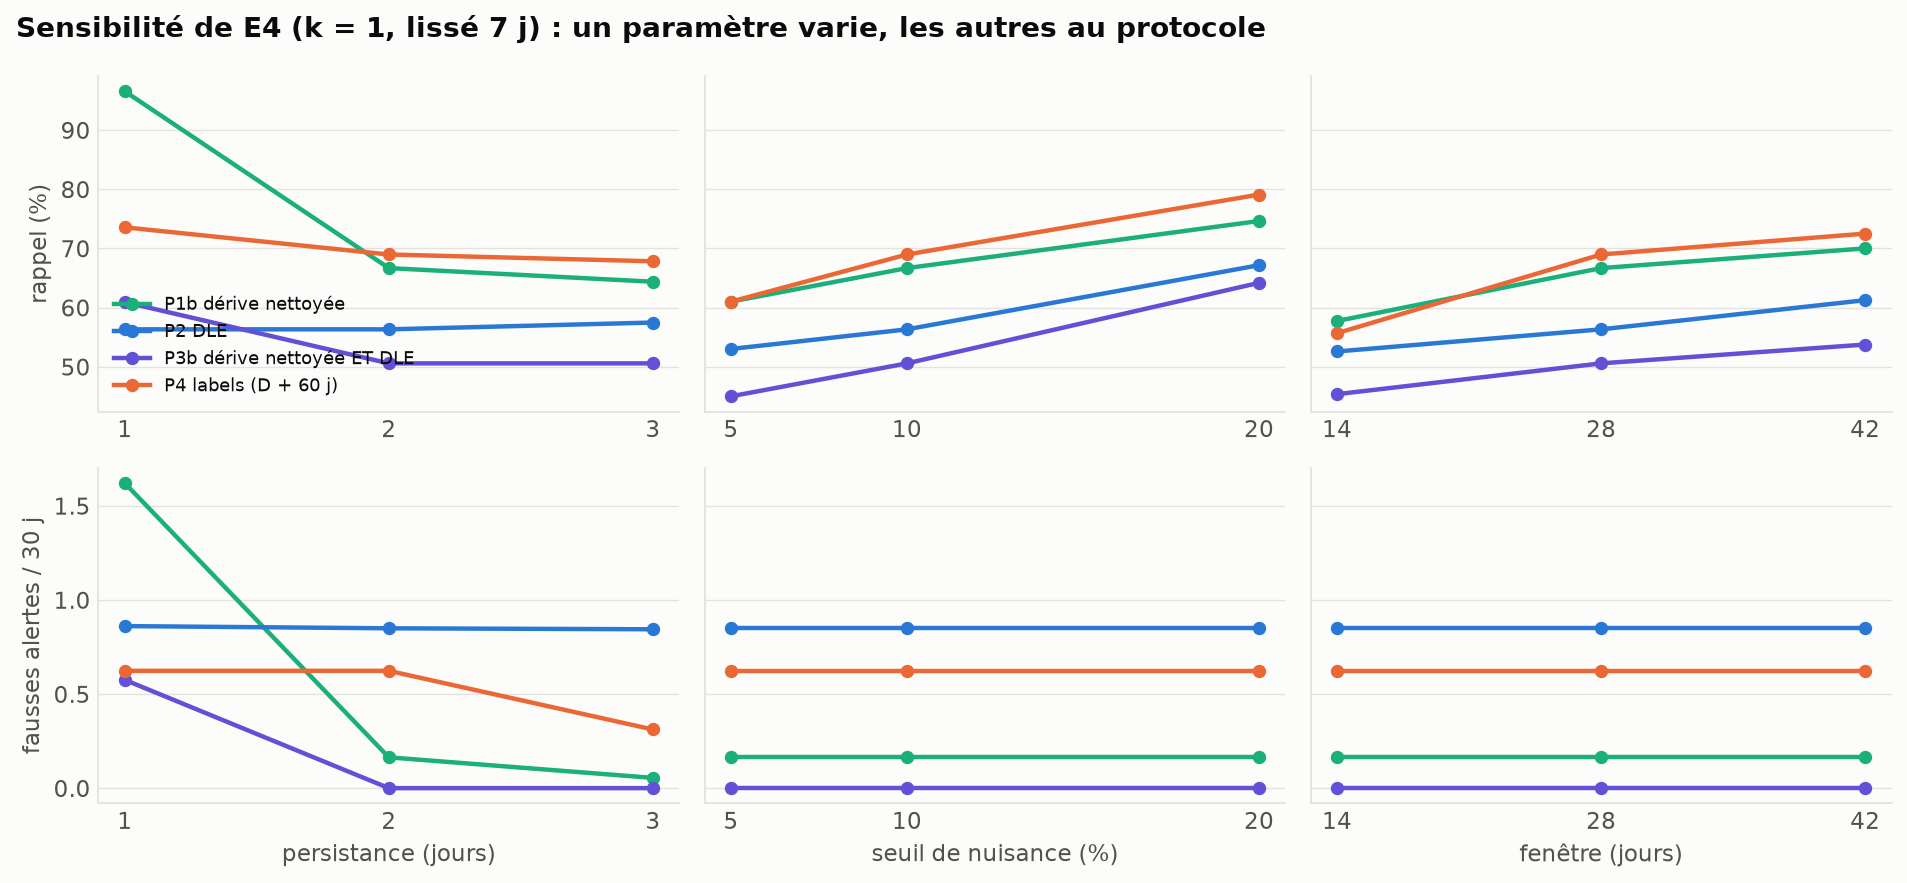 Sensibilité de E4 (k = 1, lissé 7 j) : un paramètre varie, les autres au protocole
rappel (%)
90
80
70
60
50
P1b dérive nettoyée
P2 DLE
P3b dérive nettoyée ET DLE
P4 labels (D + 60 j)
1 2 3
5 10 20
14 28 42
fausses alertes / 30 j
1.5
1.0
0.5
0.0
1 2 3
5 10 20
14 28 42
persistance (jours)
seuil de nuisance (%)
fenêtre (jours)